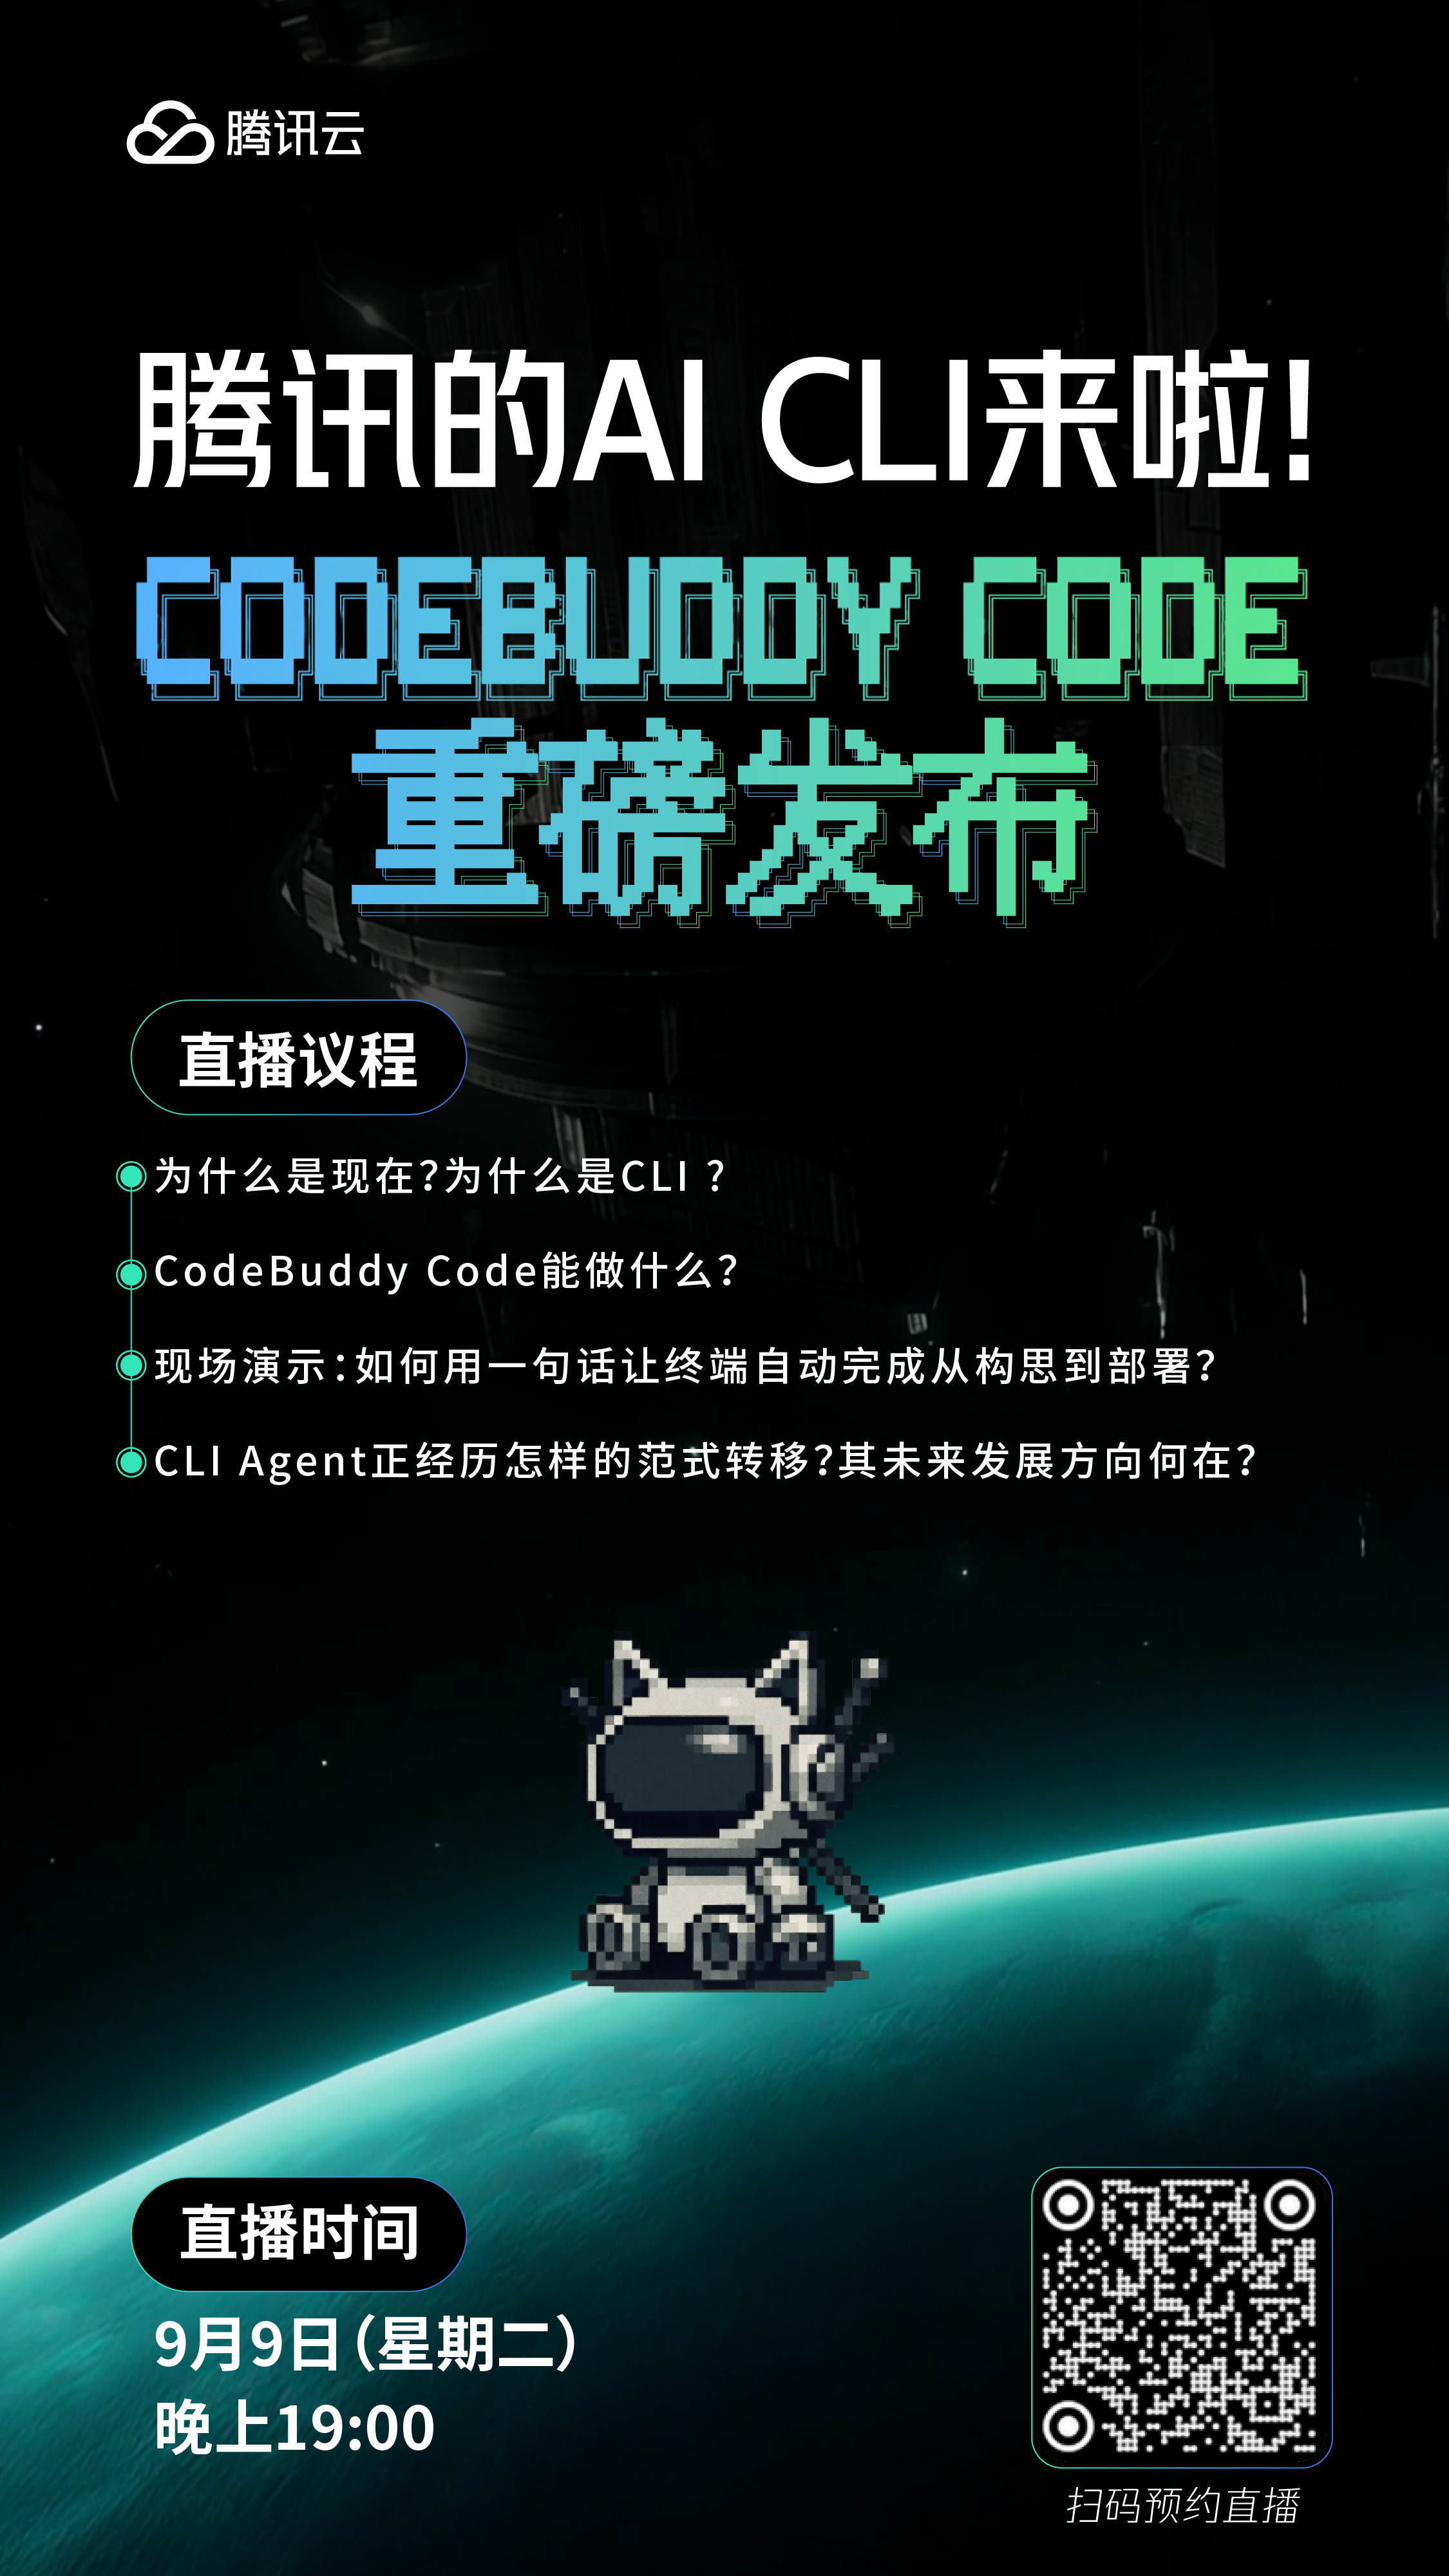 腾讯云
腾讯的AI CLI来啦!
CODEBUDDY CODE
重磅发布
直播议程
为什么是现在?为什么是CLI ?
CodeBuddy Code能做什么?
现场演示:如何用一句话让终端自动完成从构思到部署?
CLI Agent正经历怎样的范式转移?其未来发展方向何在?
直播时间
9月9日(星期二)
晚上19:00
扫码预约直播